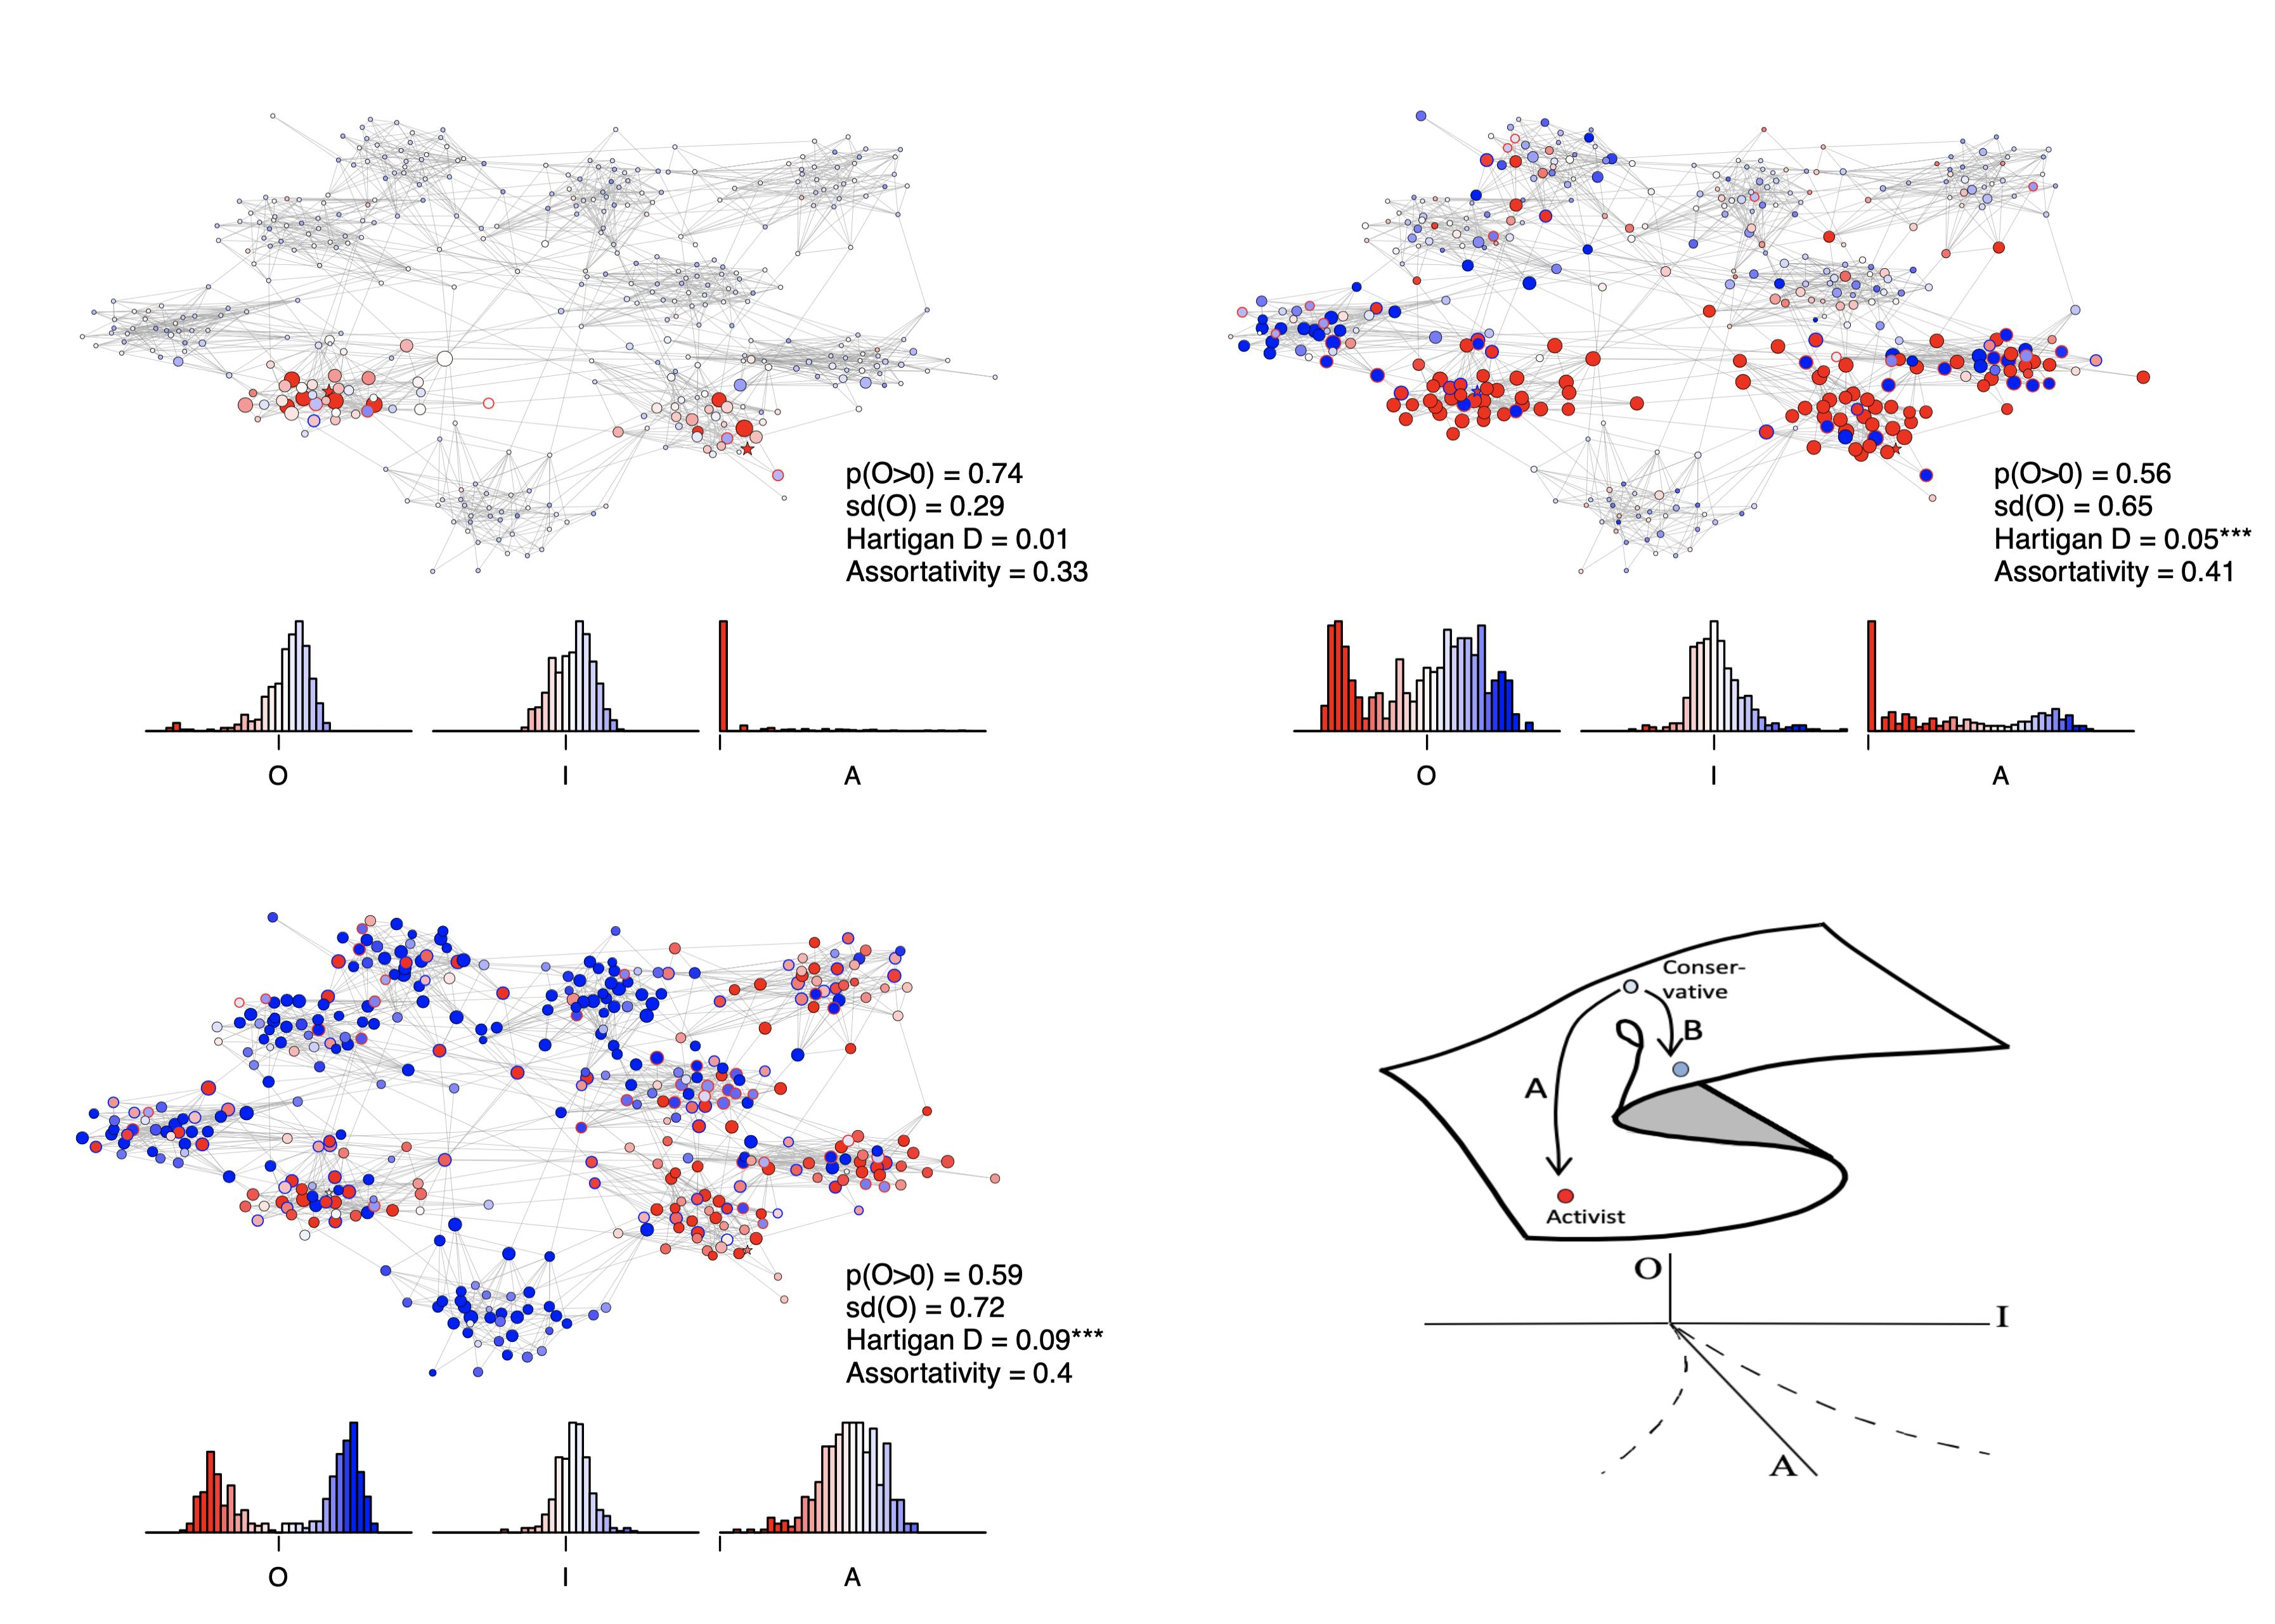 p(O>0) = 0.74
sd(O) = 0.29
Hartigan D = 0.01
Assortativity = 0.33
O
I
A
p(O>0) = 0.56
sd(O) = 0.65
Hartigan D = 0.05***
Assortativity = 0.41
O
I
A
p(O>0) = 0.59
sd(O) = 0.72
Hartigan D = 0.09***
Assortativity = 0.4
O
I
A
Conser-
vative
B
A
Activist
O
I
A